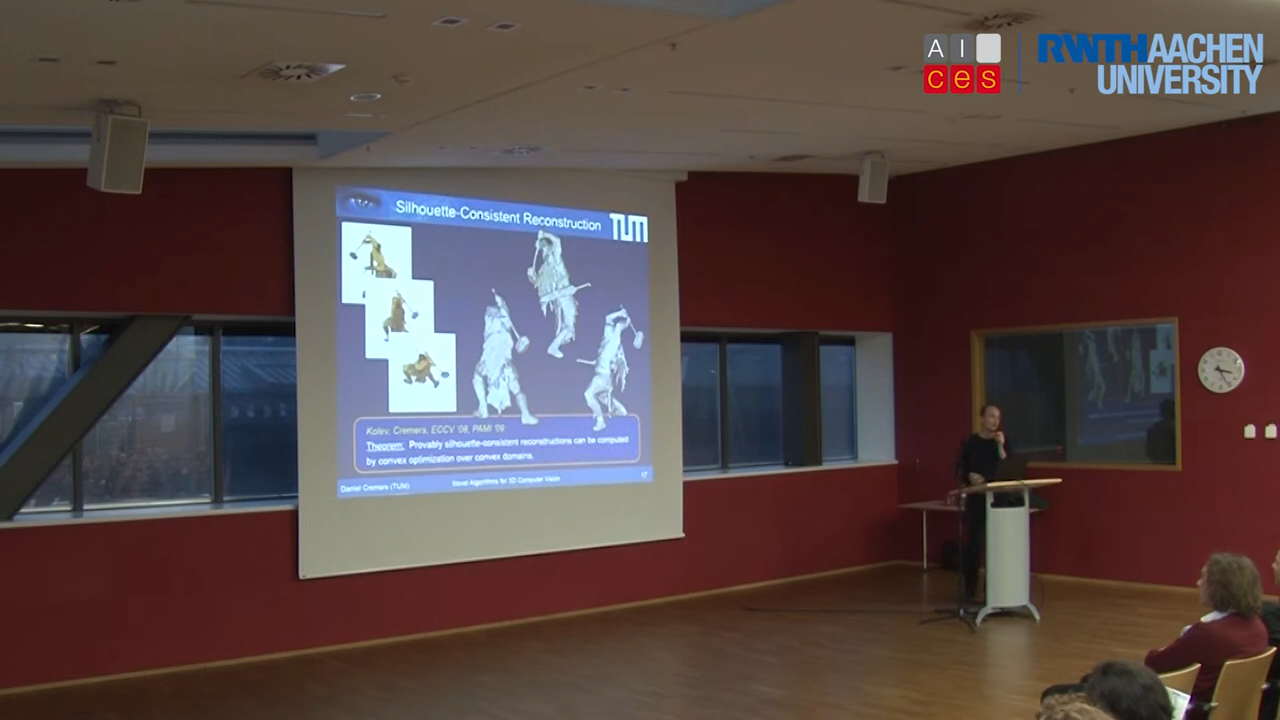 AI
ces
RWTHAACHEN
UNIVERSITY
Silhouette-Consistent Reconstruction
TUM
Kolev, Cremers, ECCV '08, PAMI '09:
Theorem: Provably silhouette-consistent reconstructions can be computed
by convex optimization over convex domains.
Daniel Cremers (TUM)
Novel Algorithms for 3D Computer Vision
17